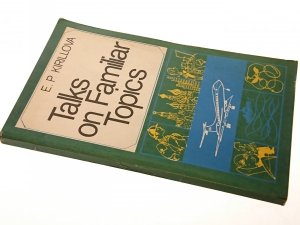 E. P. KIRILLOVA
Talks
on Familiar
Topics